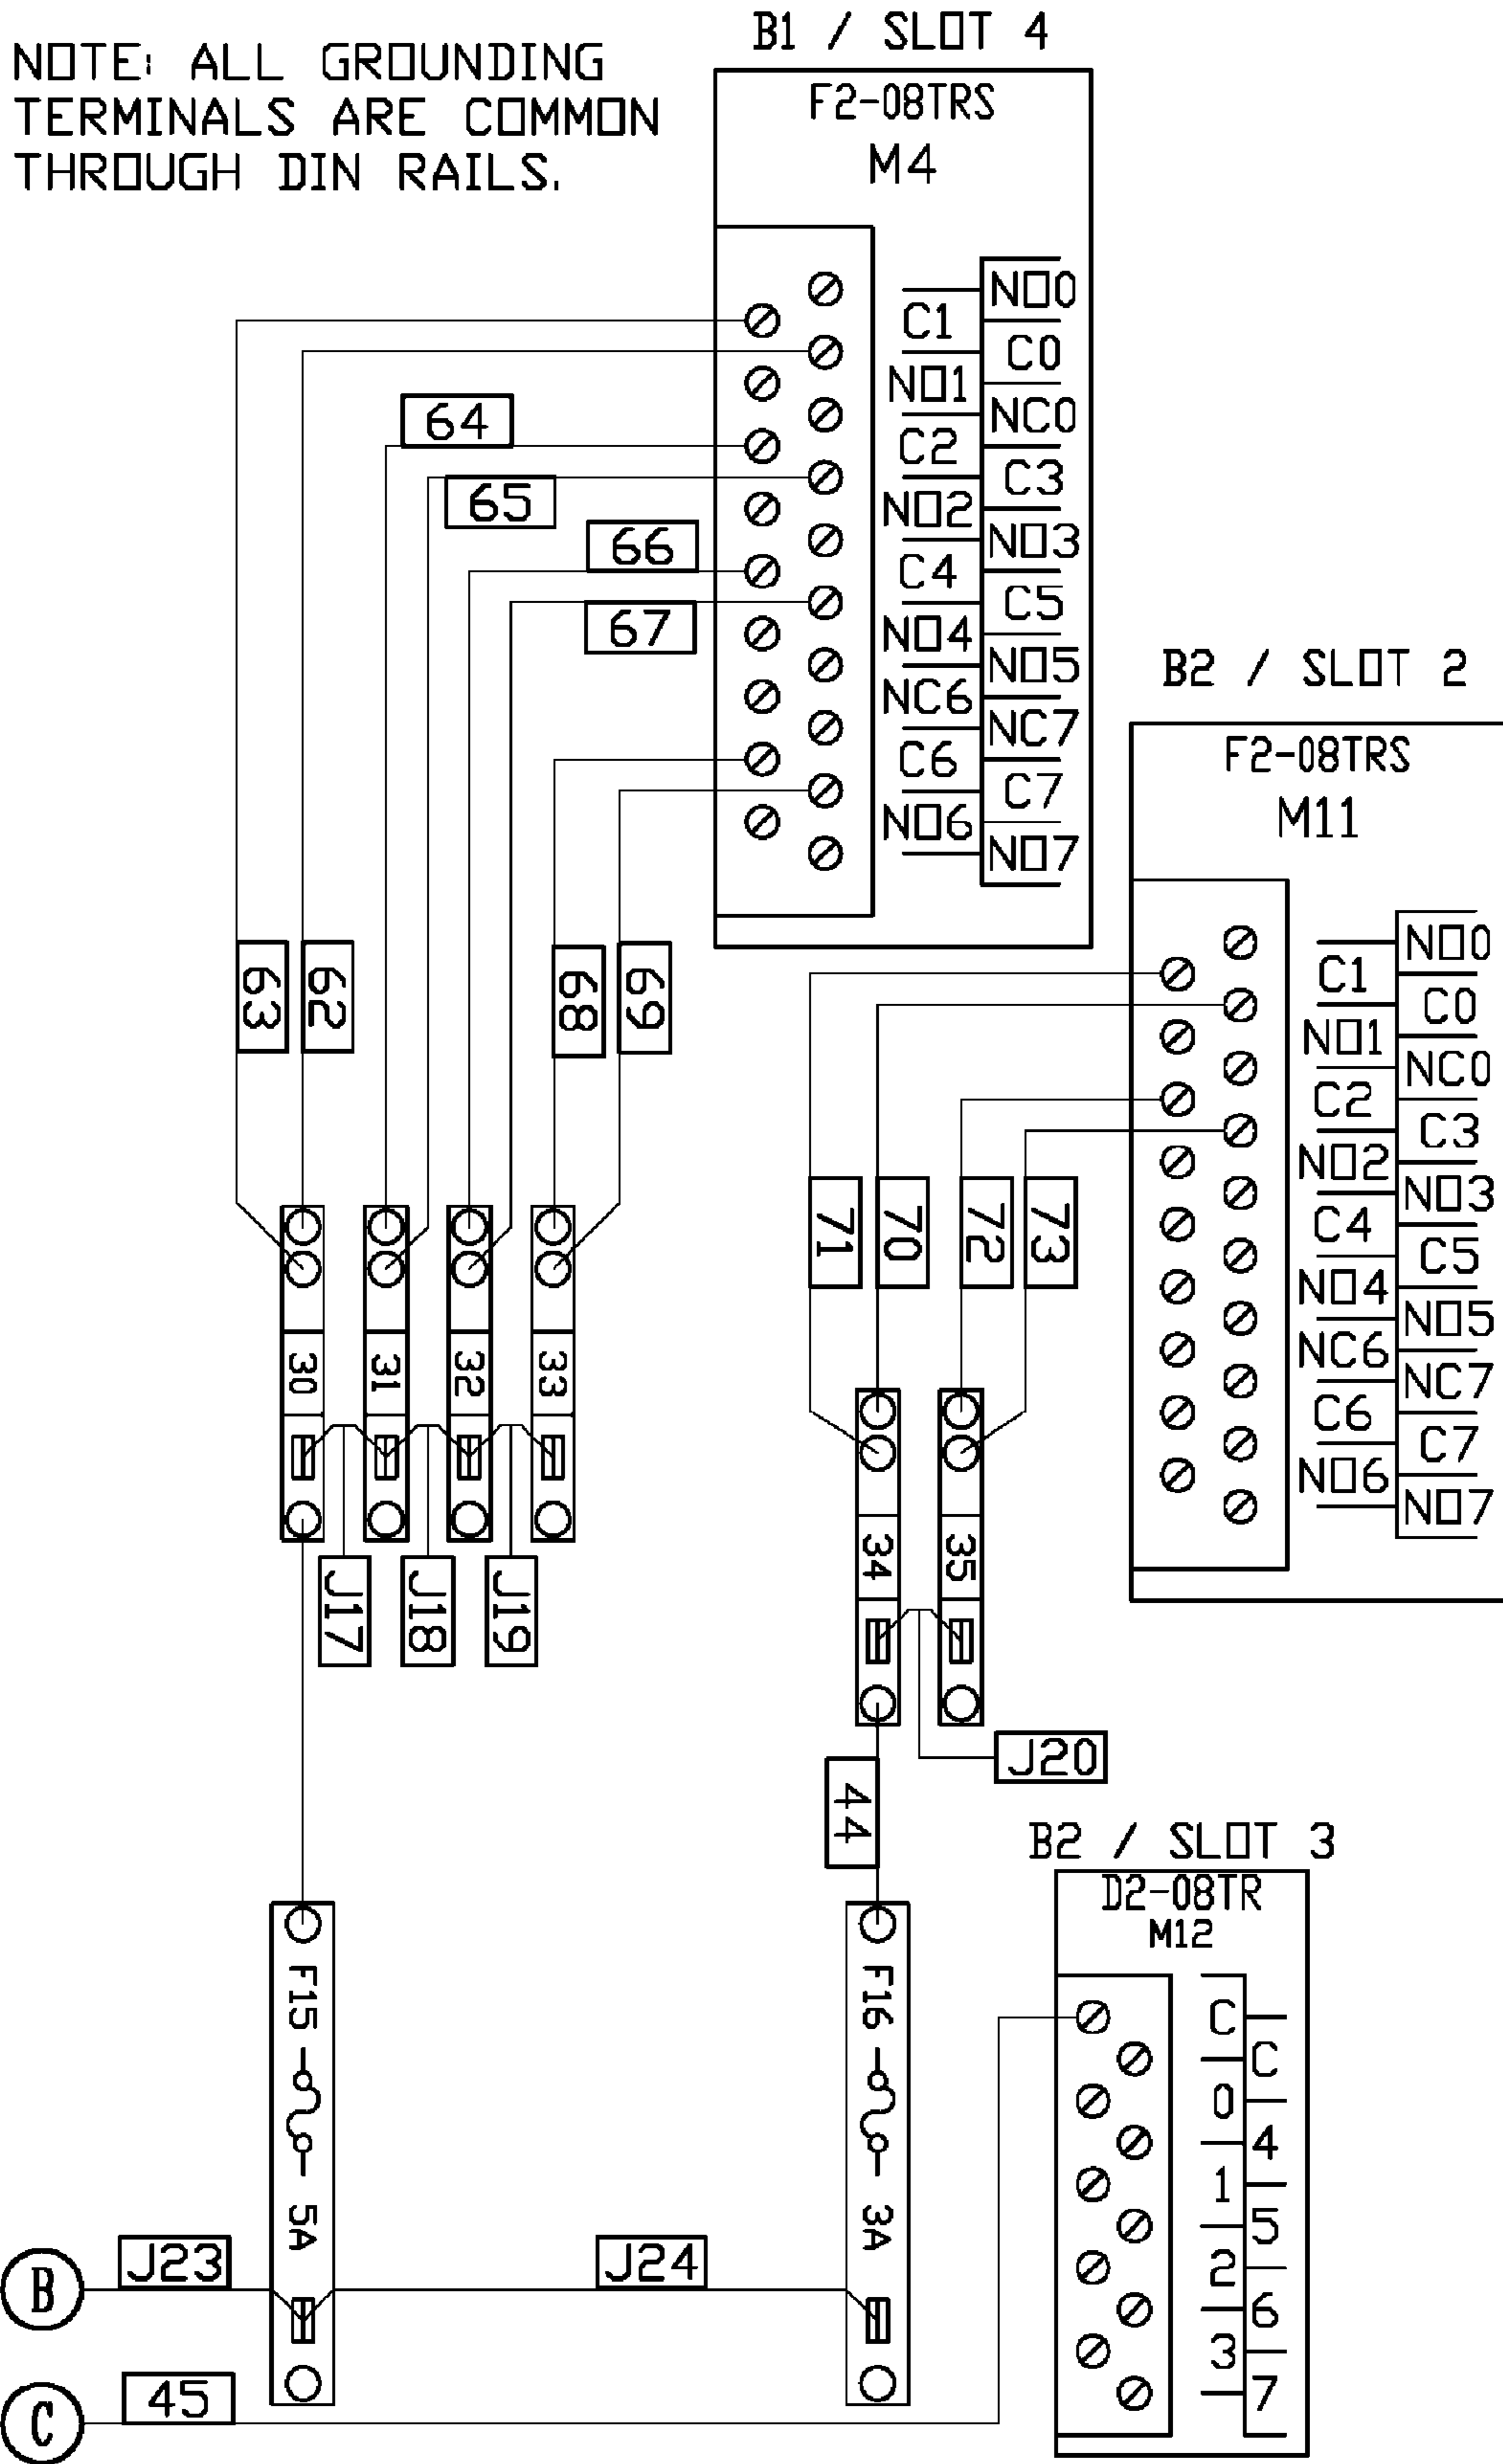 NOTE: ALL GROUNDING
TERMINALS ARE COMMON
THROUGH DIN RAILS.
B1 / SLOT 4
F2-08TRS
M4
NO0
C1
C0
NO1
NC0
C2
C3
NO2
NO3
C4
C5
NO4
NO5
NC6
NC7
C6
C7
NO6
NO7
64
65
66
67
63
62
68
69
B2 / SLOT 2
F2-08TRS
M11
NO0
C1
C0
NO1
NC0
C2
C3
NO2
NO3
C4
C5
NO4
NO5
NC6
NC7
C6
C7
NO6
NO7
71
70
72
73
30
31
32
33
J17
J18
J19
34
35
J20
44
B2 / SLOT 3
D2-08TR
M12
C
C
0
4
1
5
2
6
3
7
F15
5A
F16
3A
B
J23
J24
C
45